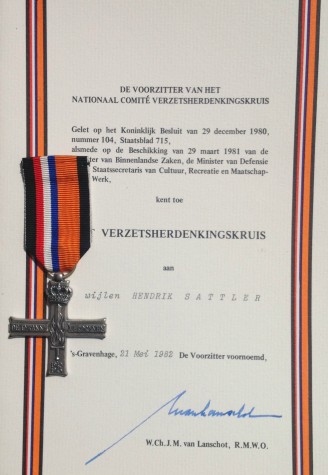 DE VOORZITTER VAN HET
NATIONAAL COMITÉ VERZETSHERDENKINGSKRUIS
Gelet op het Koninklijk Besluit van 29 december 1980,
nummer 104, Staatsblad 715,
alsmede op de Beschikking van 29 maart 1981 van de
ter van Binnenlandse Zaken, de Minister van Defensie
Staatssecretaris van Cultuur, Recreatie en Maatschap-
Werk,
kent toe
VERZETSHERDENKINGSKRUIS
aan
wijlen HENDRIK SATTLER
's-Gravenhage, 21 Mei 1982 De Voorzitter voornoemd,
W.Ch.J.M. van Lanschot, R.M.W.O.